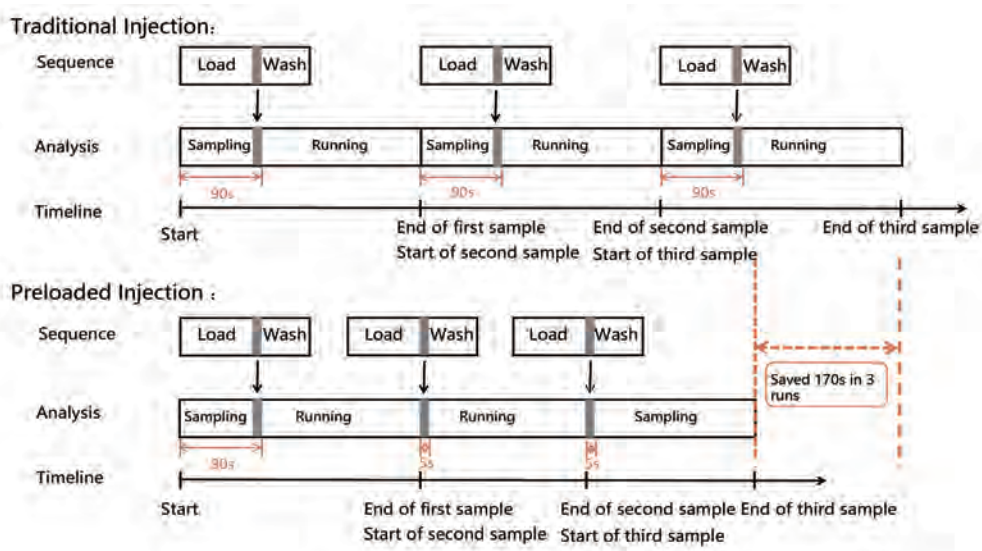 Traditional Injection:
Sequence
Load Wash Load Wash Load Wash
Analysis
Sampling Running Sampling Running Sampling Running
90s 90s 90s
Timeline
Start
End of first sample End of second sample End of third sample
Start of second sample Start of third sample
Preloaded Injection :
Sequence
Load Wash Load Wash Load Wash
Saved 170s in 3
runs
Analysis
Sampling Running Running Sampling
90s 5s 5s
Timeline
Start
End of first sample End of second sample End of third sample
Start of second sample Start of third sample